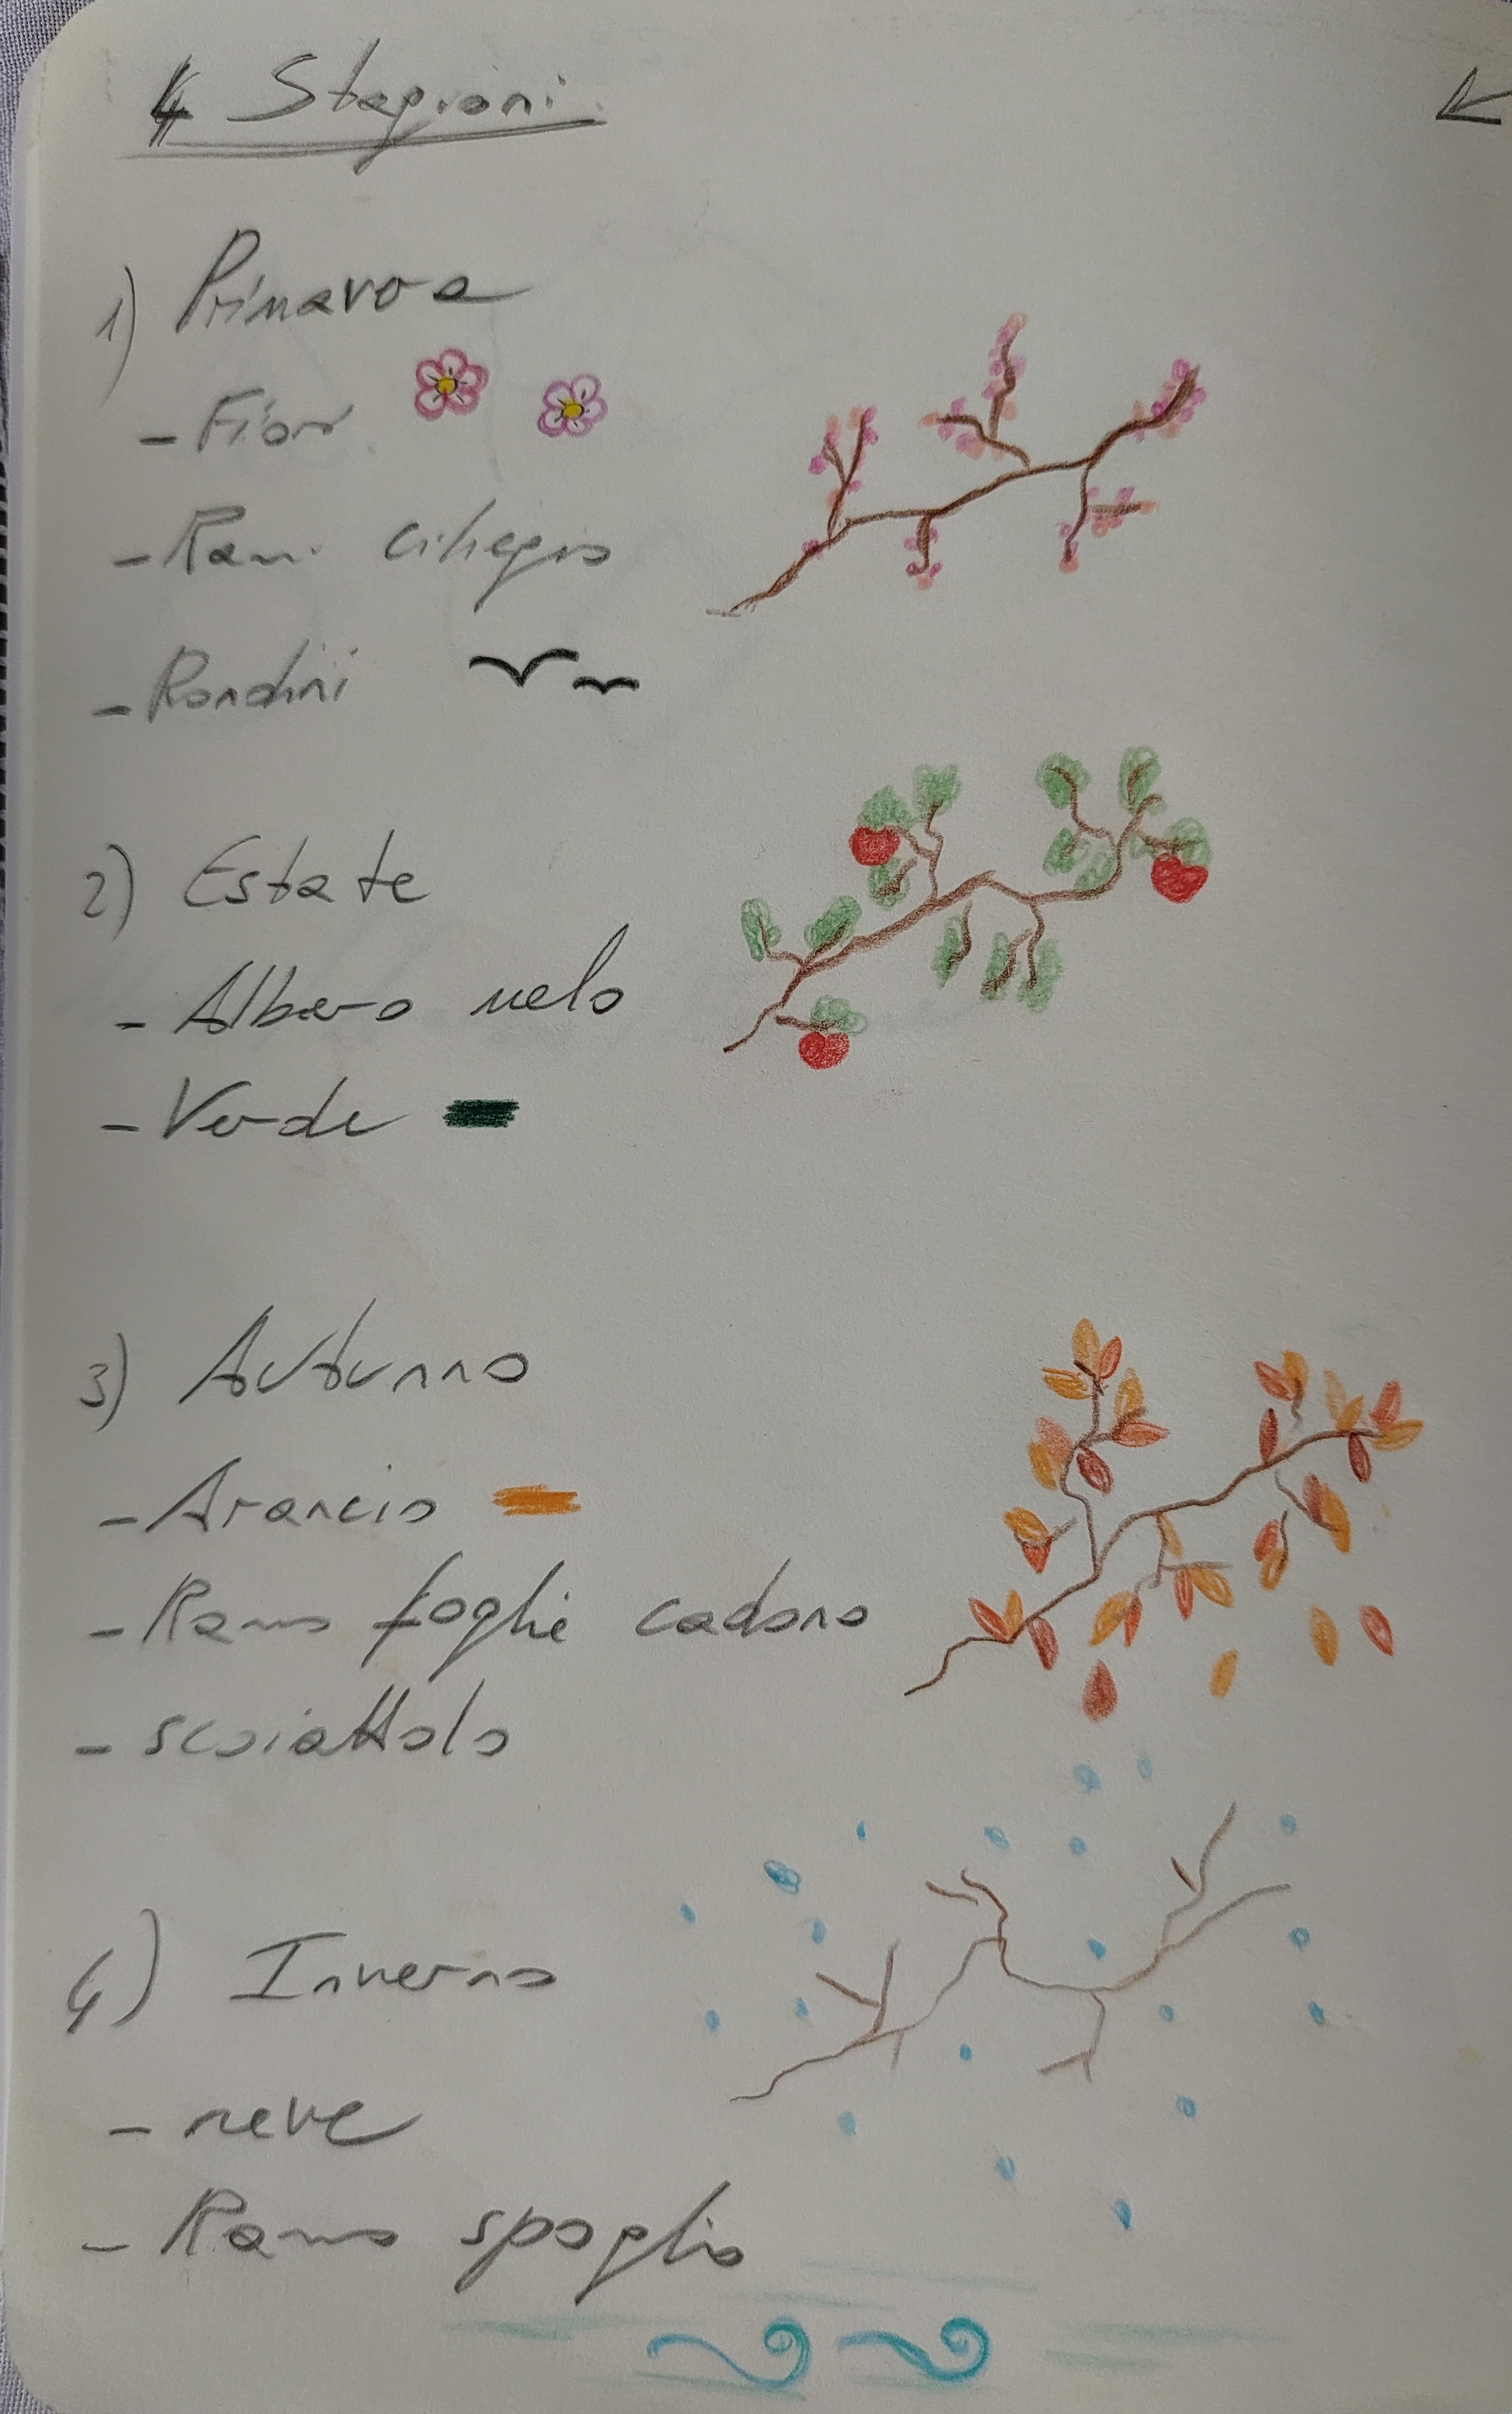 4 Stagioni
1) Primavera
- Fiori
- Rami ciliegio
- Rondini
2) Estate
- Albero melo
- Verde
3) Autunno
- Arancio
- Ramo foglie cadono
- scoiattolo
4) Inverno
- neve
- Ramo spoglio